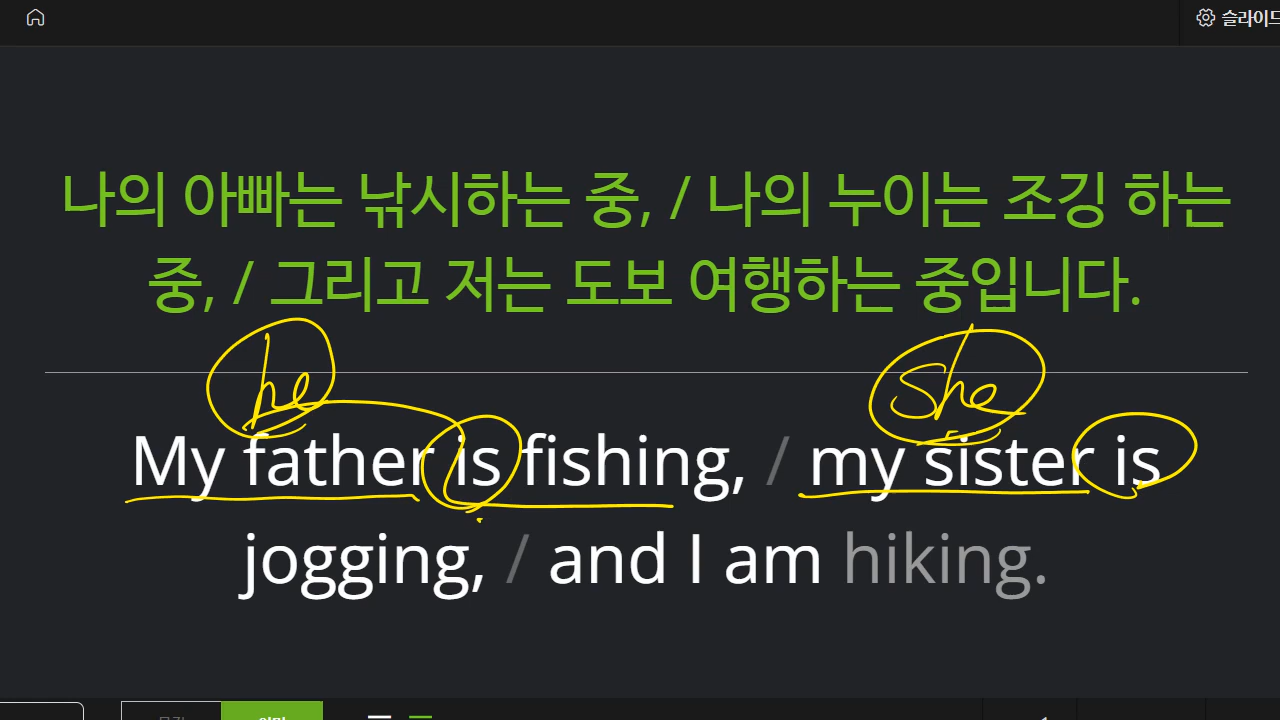 슬라이드
나의 아빠는 낚시하는 중, / 나의 누이는 조깅 하는
중, / 그리고 저는 도보 여행하는 중입니다.
he
she
My father is fishing, / my sister is
jogging, / and I am hiking.